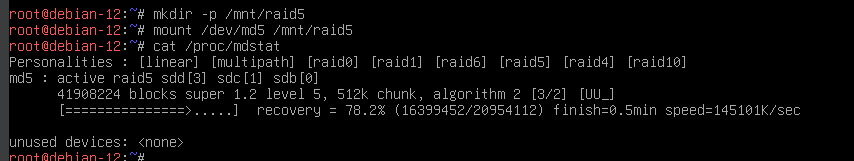 root@debian-12:~# mkdir -p /mnt/raid5
root@debian-12:~# mount /dev/md5 /mnt/raid5
root@debian-12:~# cat /proc/mdstat
Personalities : [linear] [multipath] [raid0] [raid1] [raid6] [raid5] [raid4] [raid10]
md5 : active raid5 sdd[3] sdc[1] sdb[0]
      41908224 blocks super 1.2 level 5, 512k chunk, algorithm 2 [3/2] [UU_]
      [===============>.....]  recovery = 78.2% (16399452/20954112) finish=0.5min speed=145101K/sec
unused devices: <none>
root@debian-12:~#